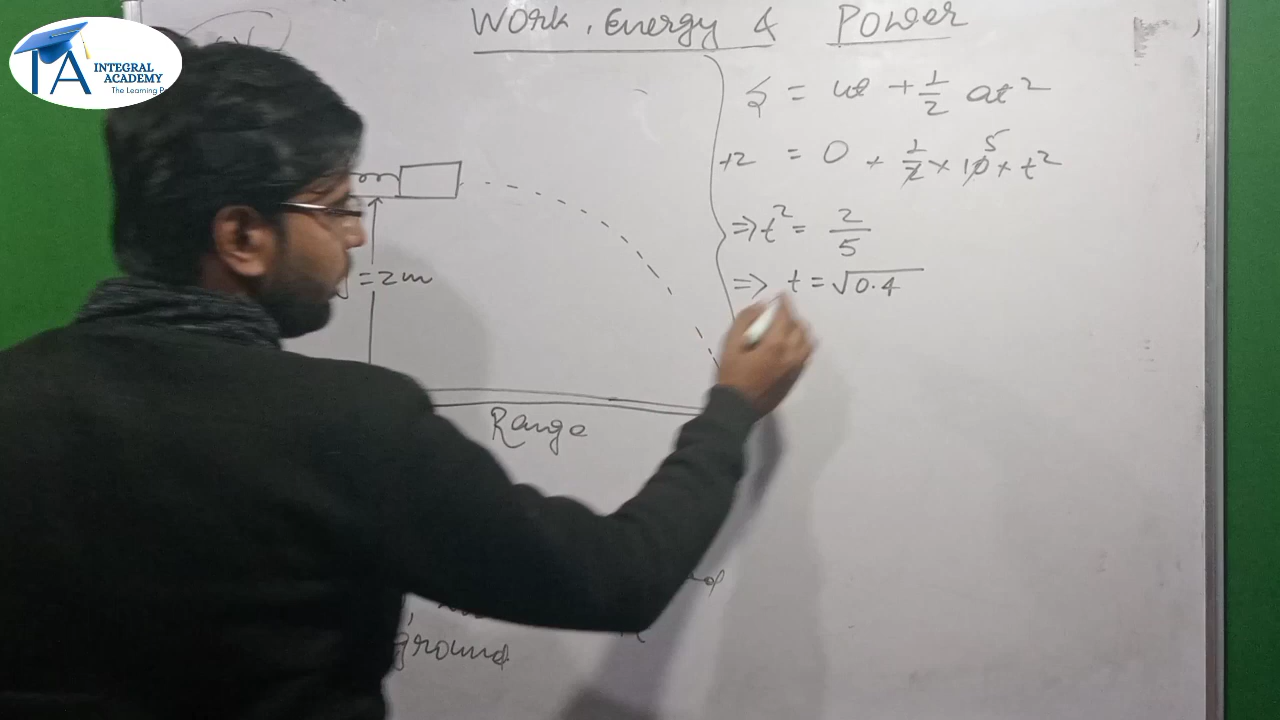 INTEGRAL
ACADEMY
The Learning P
Work, Energy & Power
S = ut + 1/2 at²
+2 = 0 + 1/2 × 10 5 × t²
⇒ t² = 2/5
⇒ t = √0.4
= 2m
Range
ground